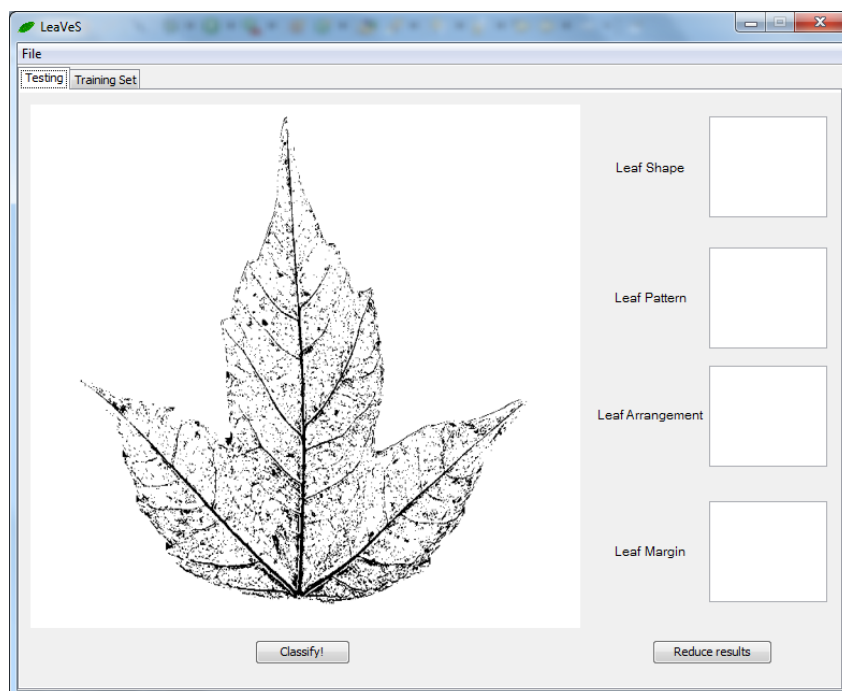 LeaVeS
File
Testing Training Set
Leaf Shape
Leaf Pattern
Leaf Arrangement
Leaf Margin
Classify! Reduce results